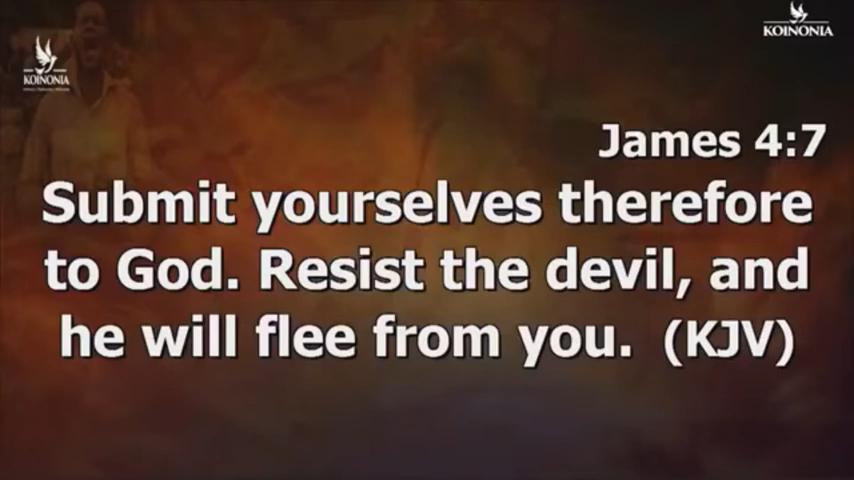 KOINONIA
KOINONIA
James 4:7
Submit yourselves therefore
to God. Resist the devil, and
he will flee from you. (KJV)